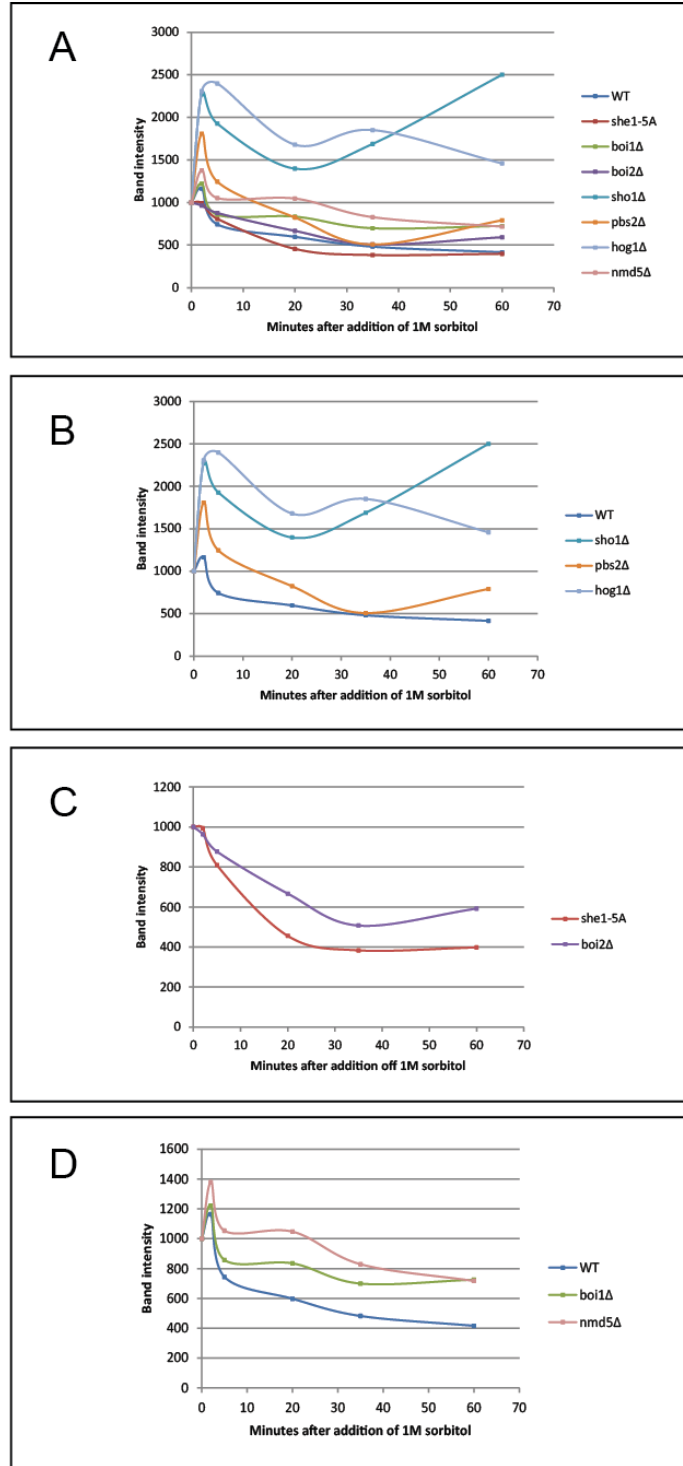 A
3000
2500
2000
1500
1000
500
0
0 10 20 30 40 50 60 70
Band intensity
Minutes after addition of 1M sorbitol
WT
she1-5A
boi1Δ
boi2Δ
sho1Δ
pbs2Δ
hog1Δ
nmd5Δ
B
3000
2500
2000
1500
1000
500
0
0 10 20 30 40 50 60 70
Band intensity
Minutes after addition of 1M sorbitol
WT
sho1Δ
pbs2Δ
hog1Δ
C
1200
1000
800
600
400
200
0
0 10 20 30 40 50 60 70
Band intensity
Minutes after addition off 1M sorbitol
she1-5A
boi2Δ
D
1600
1400
1200
1000
800
600
400
200
0
0 10 20 30 40 50 60 70
Band intensity
Minutes after addition of 1M sorbitol
WT
boi1Δ
nmd5Δ